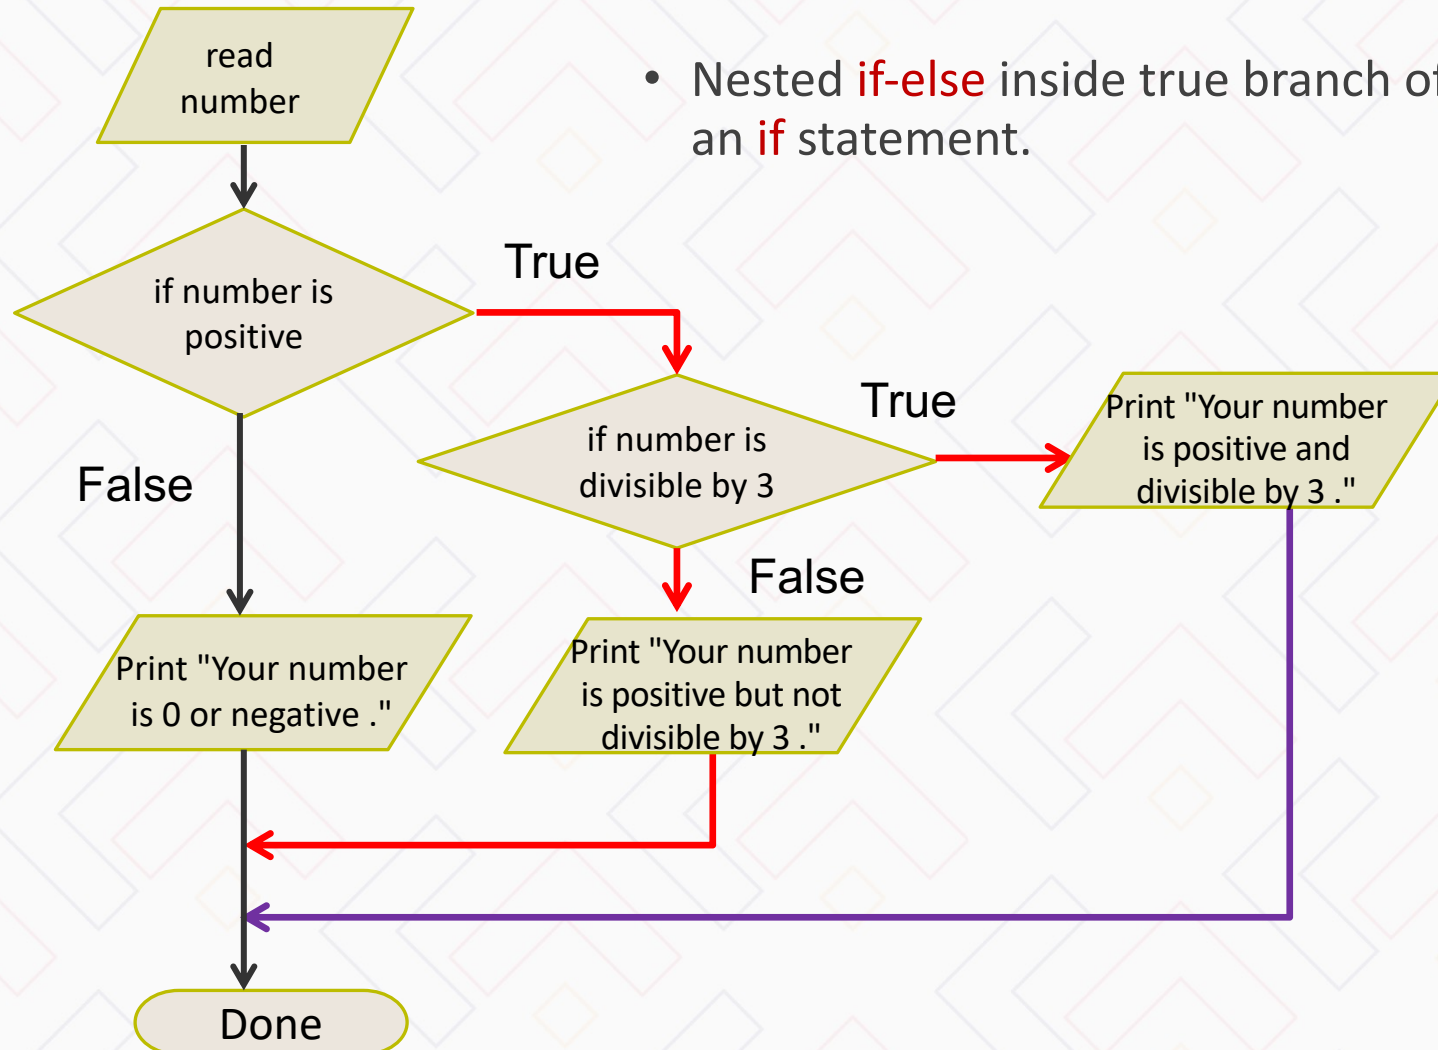 read
number
• Nested if-else inside true branch of
an if statement.
if number is
positive
True
if number is
divisible by 3
True
Print "Your number
is positive and
divisible by 3 ."
False
False
Print "Your number
is 0 or negative ."
Print "Your number
is positive but not
divisible by 3 ."
Done